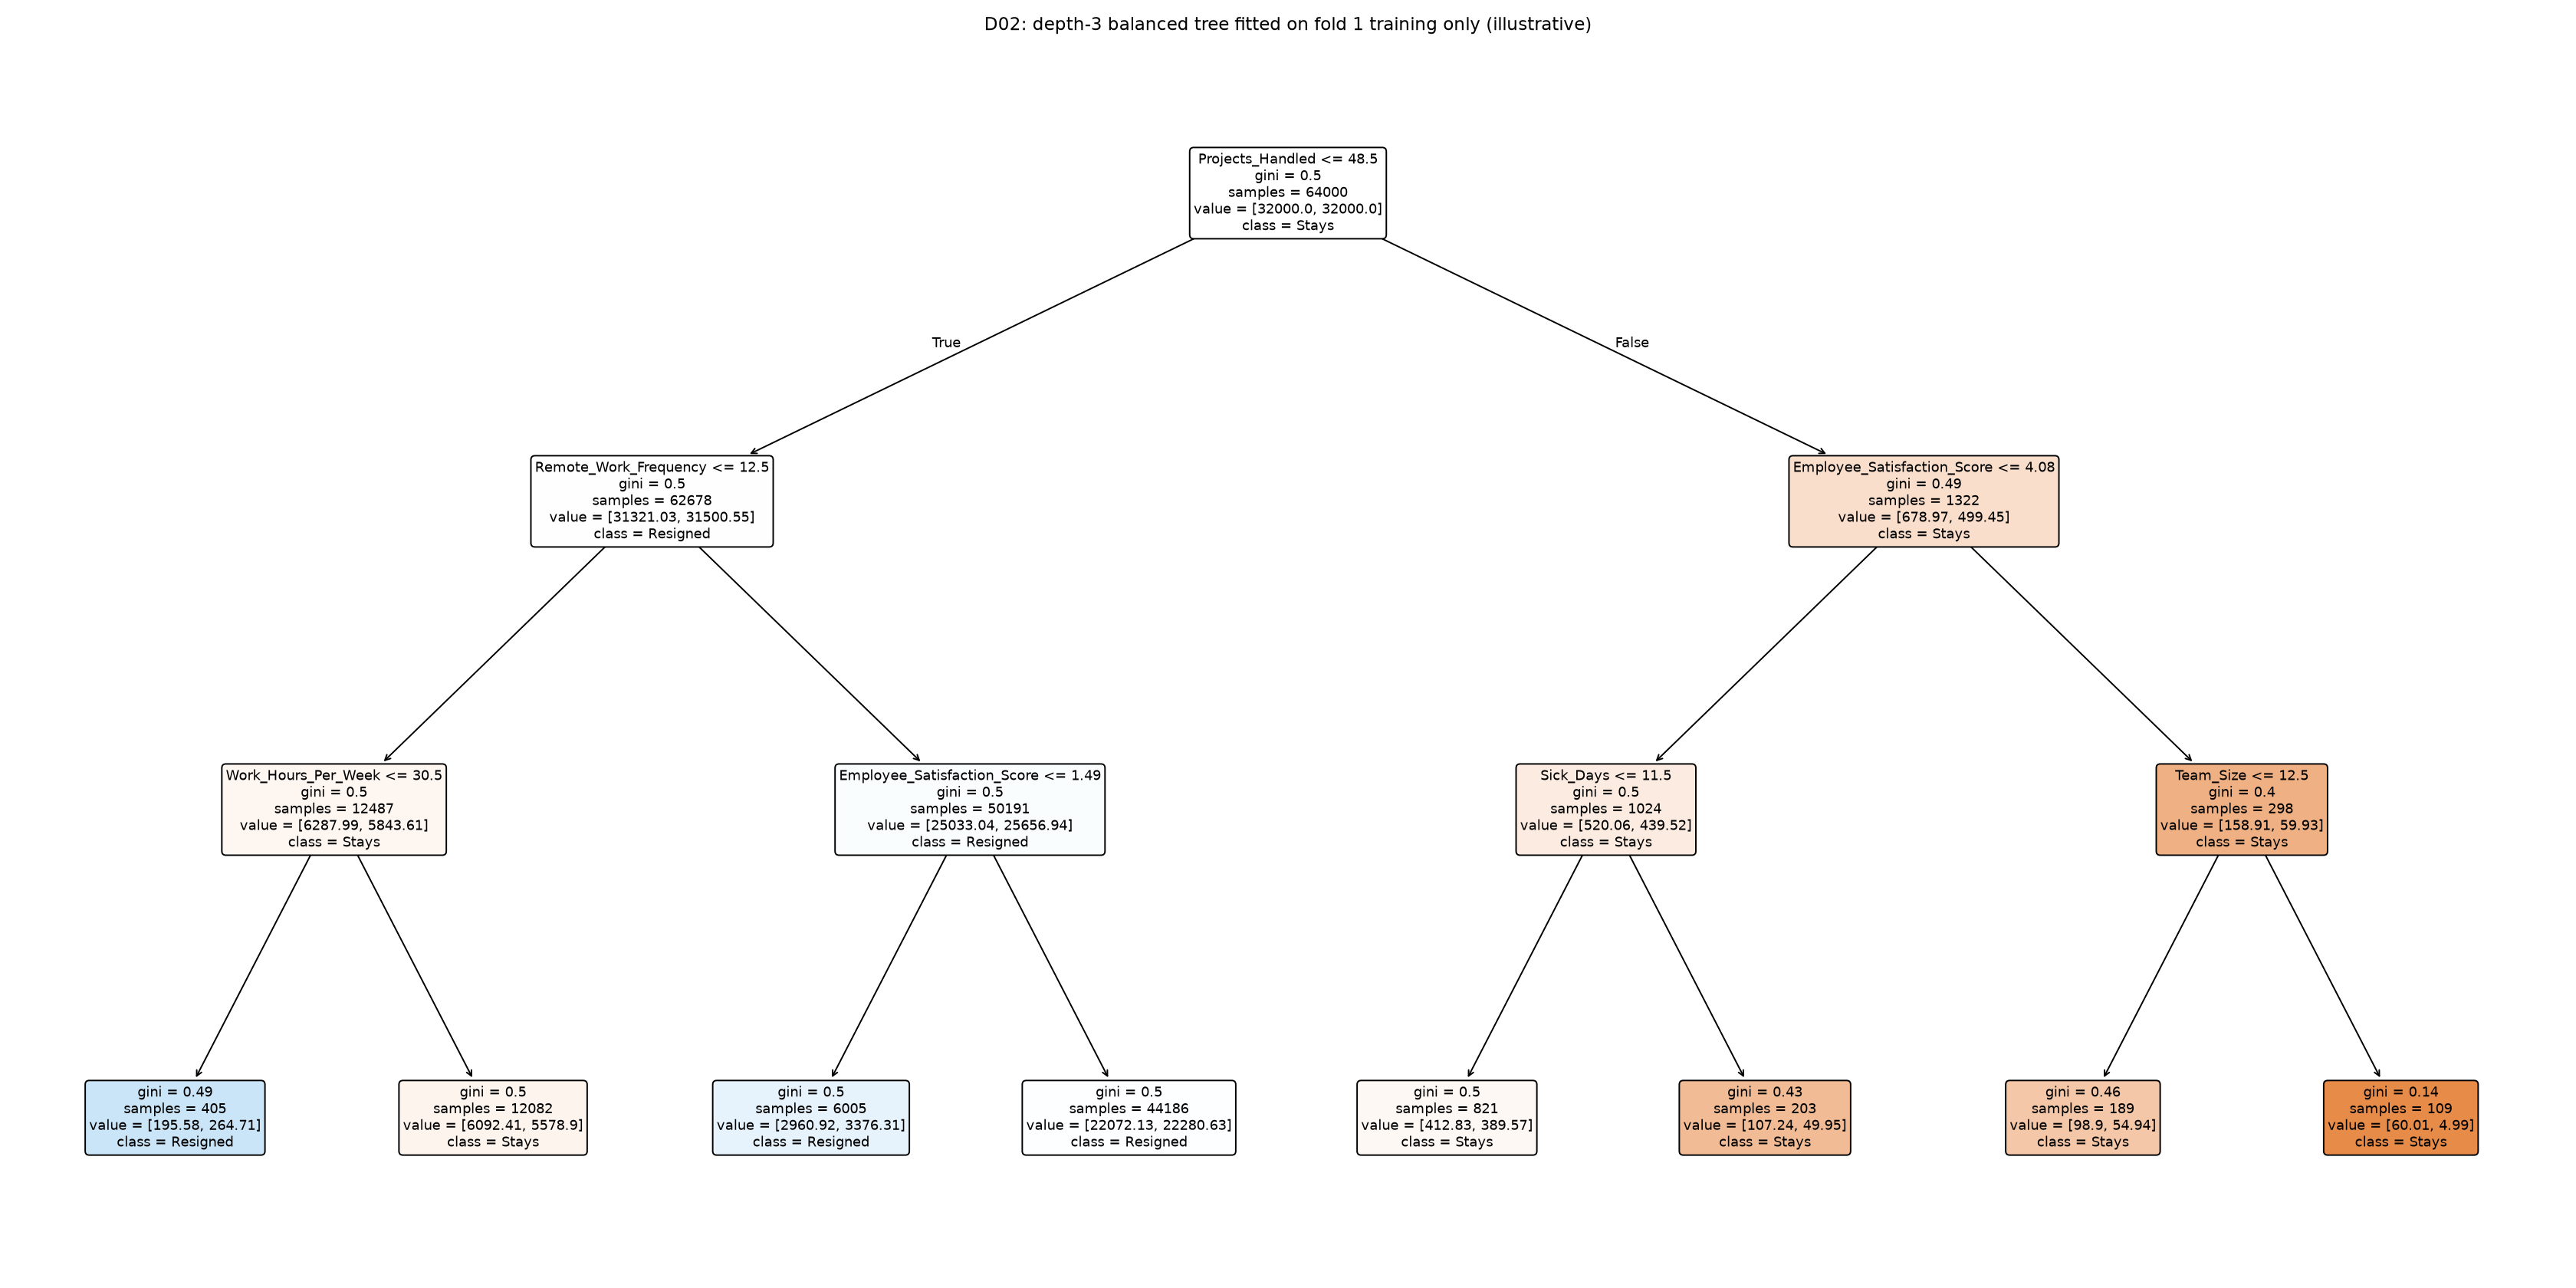 D02: depth-3 balanced tree fitted on fold 1 training only (illustrative)
Projects_Handled <= 48.5
gini = 0.5
samples = 64000
value = [32000.0, 32000.0]
class = Stays
True
False
Remote_Work_Frequency <= 12.5
gini = 0.5
samples = 62678
value = [31321.03, 31500.55]
class = Resigned
Employee_Satisfaction_Score <= 4.08
gini = 0.49
samples = 1322
value = [678.97, 499.45]
class = Stays
Work_Hours_Per_Week <= 30.5
gini = 0.5
samples = 12487
value = [6287.99, 5843.61]
class = Stays
Employee_Satisfaction_Score <= 1.49
gini = 0.5
samples = 50191
value = [25033.04, 25656.94]
class = Resigned
Sick_Days <= 11.5
gini = 0.5
samples = 1024
value = [520.06, 439.52]
class = Stays
Team_Size <= 12.5
gini = 0.4
samples = 298
value = [158.91, 59.93]
class = Stays
gini = 0.49
samples = 405
value = [195.58, 264.71]
class = Resigned
gini = 0.5
samples = 12082
value = [6092.41, 5578.9]
class = Stays
gini = 0.5
samples = 6005
value = [2960.92, 3376.31]
class = Resigned
gini = 0.5
samples = 44186
value = [22072.13, 22280.63]
class = Resigned
gini = 0.5
samples = 821
value = [412.83, 389.57]
class = Stays
gini = 0.43
samples = 203
value = [107.24, 49.95]
class = Stays
gini = 0.46
samples = 189
value = [98.9, 54.94]
class = Stays
gini = 0.14
samples = 109
value = [60.01, 4.99]
class = Stays